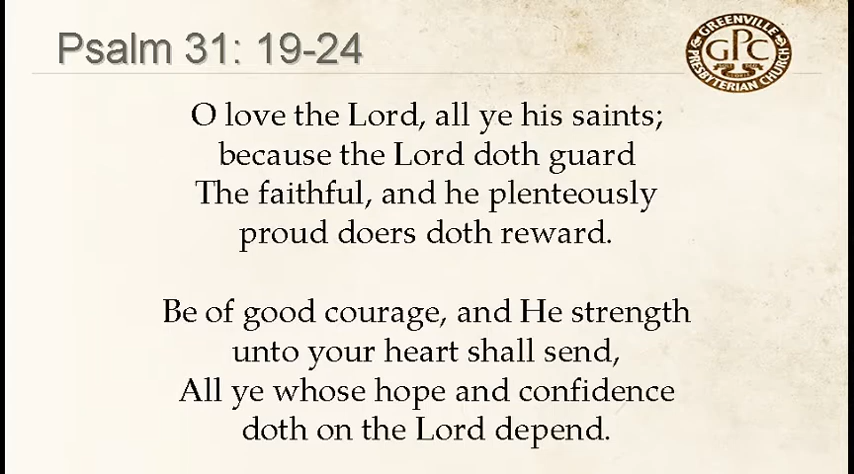 Psalm 31: 19-24
GREENVILLE
GPC
PRESBYTERIAN CHURCH
O love the Lord, all ye his saints;
because the Lord doth guard
The faithful, and he plenteously
proud doers doth reward.
Be of good courage, and He strength
unto your heart shall send,
All ye whose hope and confidence
doth on the Lord depend.